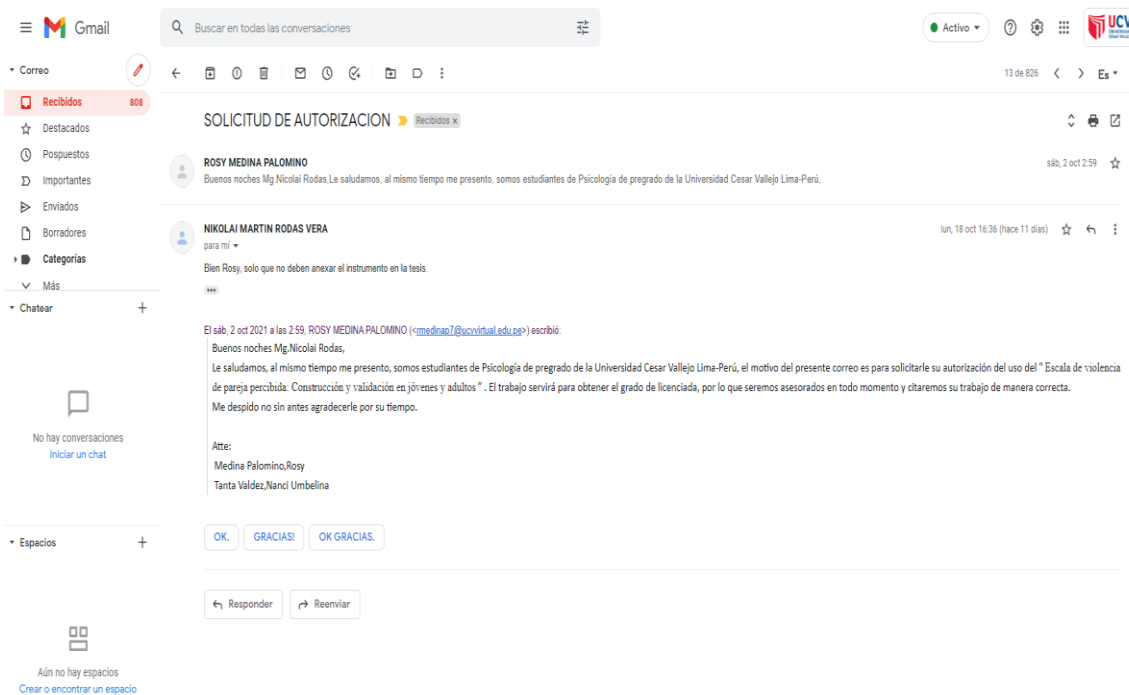 Gmail
Buscar en todas las conversaciones
Activo
UCV
Correo
13 de 826
Es
Recibidos 808
Destacados
Pospuestos
Importantes
Enviados
Borradores
Categorías
Más
Chatear
No hay conversaciones
Iniciar un chat
Espacios
Aún no hay espacios
Crear o encontrar un espacio
SOLICITUD DE AUTORIZACION Recibidos x
ROSY MEDINA PALOMINO sáb, 2 oct 2:59
Buenos noches Mg.Nicolai Rodas,Le saludamos, al mismo tiempo me presento, somos estudiantes de Psicología de pregrado de la Universidad Cesar Vallejo Lima-Perú,
NIKOLAI MARTIN RODAS VERA lun, 18 oct 16:36 (hace 11 días)
para mí
Bien Rosy, solo que no deben anexar el instrumento en la tesis.
El sáb, 2 oct 2021 a las 2:59, ROSY MEDINA PALOMINO (<rmedinap7@ucvvirtual.edu.pe>) escribió:
Buenos noches Mg.Nicolai Rodas,
Le saludamos, al mismo tiempo me presento, somos estudiantes de Psicología de pregrado de la Universidad Cesar Vallejo Lima-Perú, el motivo del presente correo es para solicitarle su autorización del uso del " Escala de violencia
de pareja percibida: Construcción y validación en jóvenes y adultos " . El trabajo servirá para obtener el grado de licenciada, por lo que seremos asesorados en todo momento y citaremos su trabajo de manera correcta.
Me despido no sin antes agradecerle por su tiempo.
Atte:
Medina Palomino,Rosy
Tanta Valdez,Nanci Umbelina
OK. GRACIAS! OK GRACIAS.
Responder Reenviar